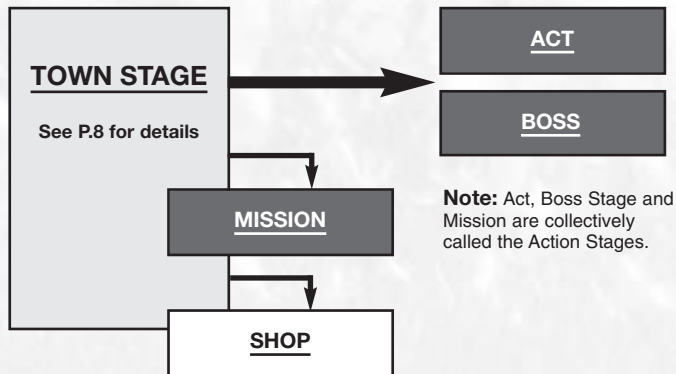 TOWN STAGE
See P.8 for details
ACT
BOSS
MISSION
SHOP
Note: Act, Boss Stage and
Mission are collectively
called the Action Stages.